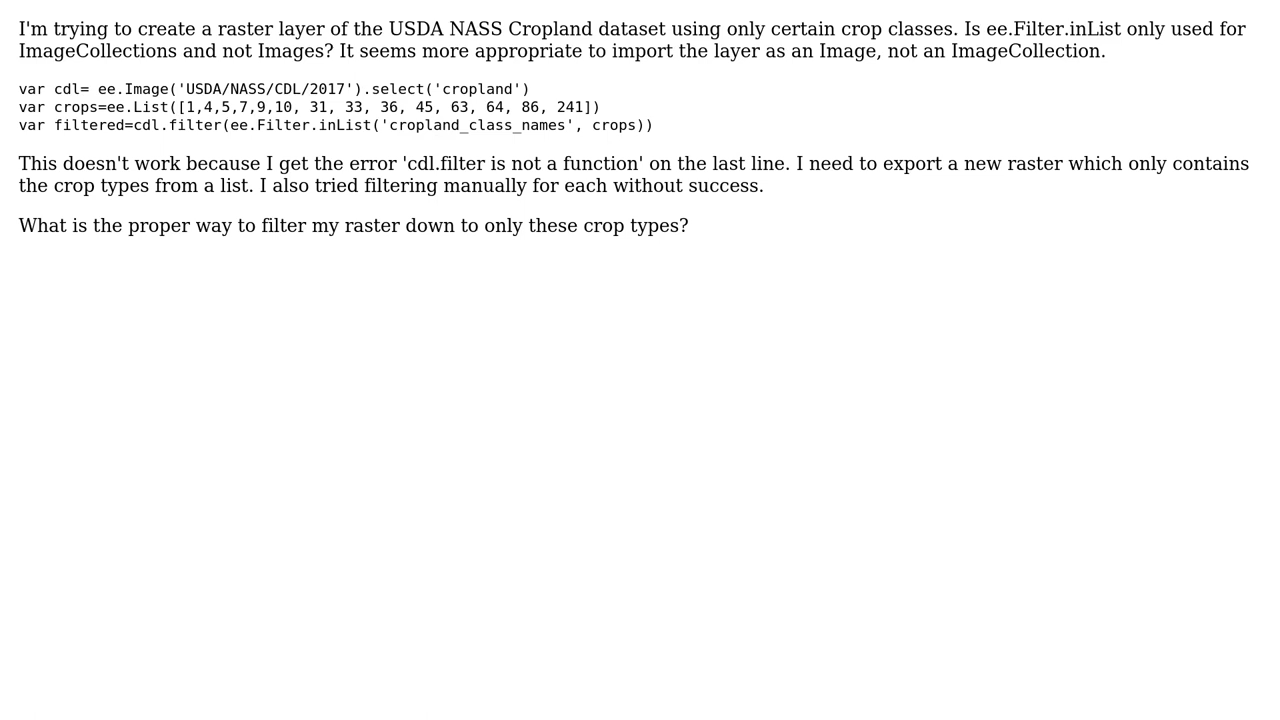 I'm trying to create a raster layer of the USDA NASS Cropland dataset using only certain crop classes. Is ee.Filter.inList only used for
ImageCollections and not Images? It seems more appropriate to import the layer as an Image, not an ImageCollection.
var cdl= ee.Image('USDA/NASS/CDL/2017').select('cropland')
var crops=ee.List([1,4,5,7,9,10, 31, 33, 36, 45, 63, 64, 86, 241])
var filtered=cdl.filter(ee.Filter.inList('cropland_class_names', crops))
This doesn't work because I get the error 'cdl.filter is not a function' on the last line. I need to export a new raster which only contains
the crop types from a list. I also tried filtering manually for each without success.
What is the proper way to filter my raster down to only these crop types?